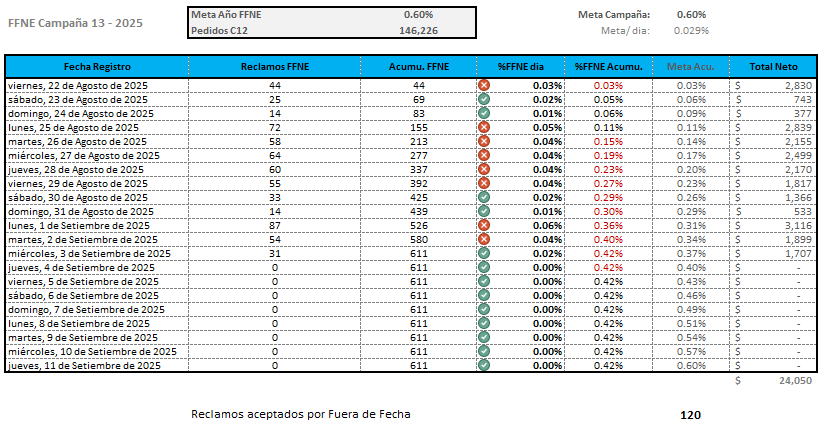 FFNE Campaña 13 - 2025
Meta Año FFNE 0.60%
Pedidos C12 146,226
Meta Campaña: 0.60%
Meta/ dia: 0.029%
Fecha Registro Reclamos FFNE Acumu. FFNE %FFNE dia %FFNE Acumu. Meta Acu. Total Neto
viernes, 22 de Agosto de 2025 44 44 0.03% 0.03% 0.03% $ 2,830
sábado, 23 de Agosto de 2025 25 69 0.02% 0.05% 0.06% $ 743
domingo, 24 de Agosto de 2025 14 83 0.01% 0.06% 0.09% $ 377
lunes, 25 de Agosto de 2025 72 155 0.05% 0.11% 0.11% $ 2,839
martes, 26 de Agosto de 2025 58 213 0.04% 0.15% 0.14% $ 2,155
miércoles, 27 de Agosto de 2025 64 277 0.04% 0.19% 0.17% $ 2,499
jueves, 28 de Agosto de 2025 60 337 0.04% 0.23% 0.20% $ 2,170
viernes, 29 de Agosto de 2025 55 392 0.04% 0.27% 0.23% $ 1,817
sábado, 30 de Agosto de 2025 33 425 0.02% 0.29% 0.26% $ 1,366
domingo, 31 de Agosto de 2025 14 439 0.01% 0.30% 0.29% $ 533
lunes, 1 de Setiembre de 2025 87 526 0.06% 0.36% 0.31% $ 3,116
martes, 2 de Setiembre de 2025 54 580 0.04% 0.40% 0.34% $ 1,899
miércoles, 3 de Setiembre de 2025 31 611 0.02% 0.42% 0.37% $ 1,707
jueves, 4 de Setiembre de 2025 0 611 0.00% 0.42% 0.40% $ -
viernes, 5 de Setiembre de 2025 0 611 0.00% 0.42% 0.43% $ -
sábado, 6 de Setiembre de 2025 0 611 0.00% 0.42% 0.46% $ -
domingo, 7 de Setiembre de 2025 0 611 0.00% 0.42% 0.49% $ -
lunes, 8 de Setiembre de 2025 0 611 0.00% 0.42% 0.51% $ -
martes, 9 de Setiembre de 2025 0 611 0.00% 0.42% 0.54% $ -
miércoles, 10 de Setiembre de 2025 0 611 0.00% 0.42% 0.57% $ -
jueves, 11 de Setiembre de 2025 0 611 0.00% 0.42% 0.60% $ -
$ 24,050
Reclamos aceptados por Fuera de Fecha 120